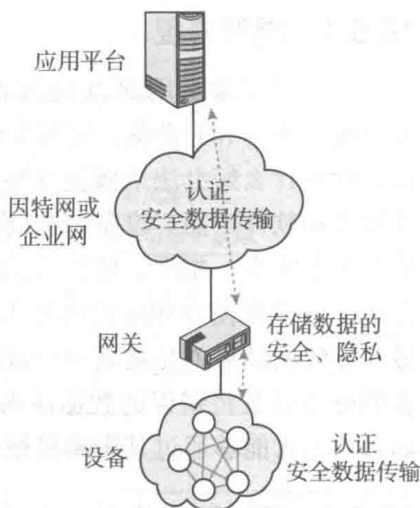 应用平台
认证
安全数据传输
因特网或
企业网
网关
存储数据的
安全、隐私
设备
认证
安全数据传输